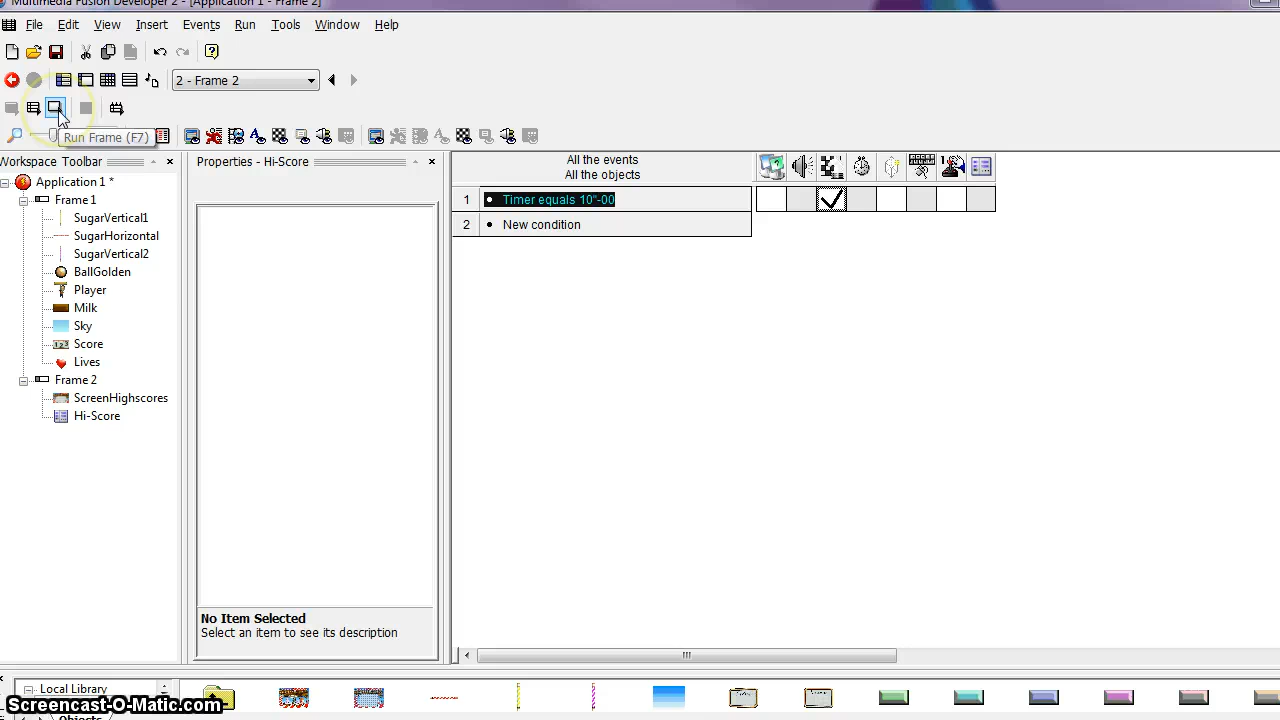 Multimedia Fusion Developer 2 - [Application 1 - Frame 2]
File Edit View Insert Events Run Tools Window Help
2 - Frame 2
Run Frame (F7)
Workspace Toolbar
Properties - Hi-Score
All the events
All the objects
Application 1 *
1 Timer equals 10"-00
Frame 1
SugarVertical1
2 New condition
SugarHorizontal
SugarVertical2
BallGolden
Player
Milk
Sky
Score
Lives
Frame 2
ScreenHighscores
Hi-Score
No Item Selected
Select an item to see its description
Local Library
Screencast-O-Matic.com
Objects